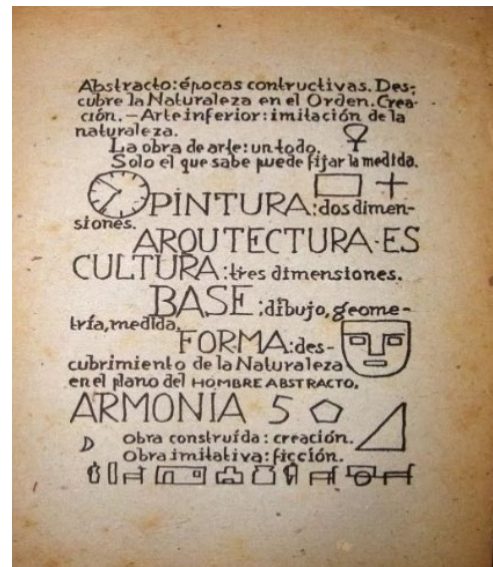 Abstracto: épocas contructivas. Des-
cubre la Naturaleza en el Orden. Crea-
ción. – Arte inferior: imitación de la
naturaleza.
La obra de arte: un todo.
Solo el que sabe puede fijar la medida.
PINTURA: dos dimen-
siones.
ARQUTECTURA·ES
CULTURA: tres dimensiones.
BASE: dibujo, geome-
tría, medida.
FORMA: des-
cubrimiento de la Naturaleza
en el plano del HOMBRE ABSTRACTO.
ARMONIA 5
D obra construída: creación.
Obra imitativa: ficción.